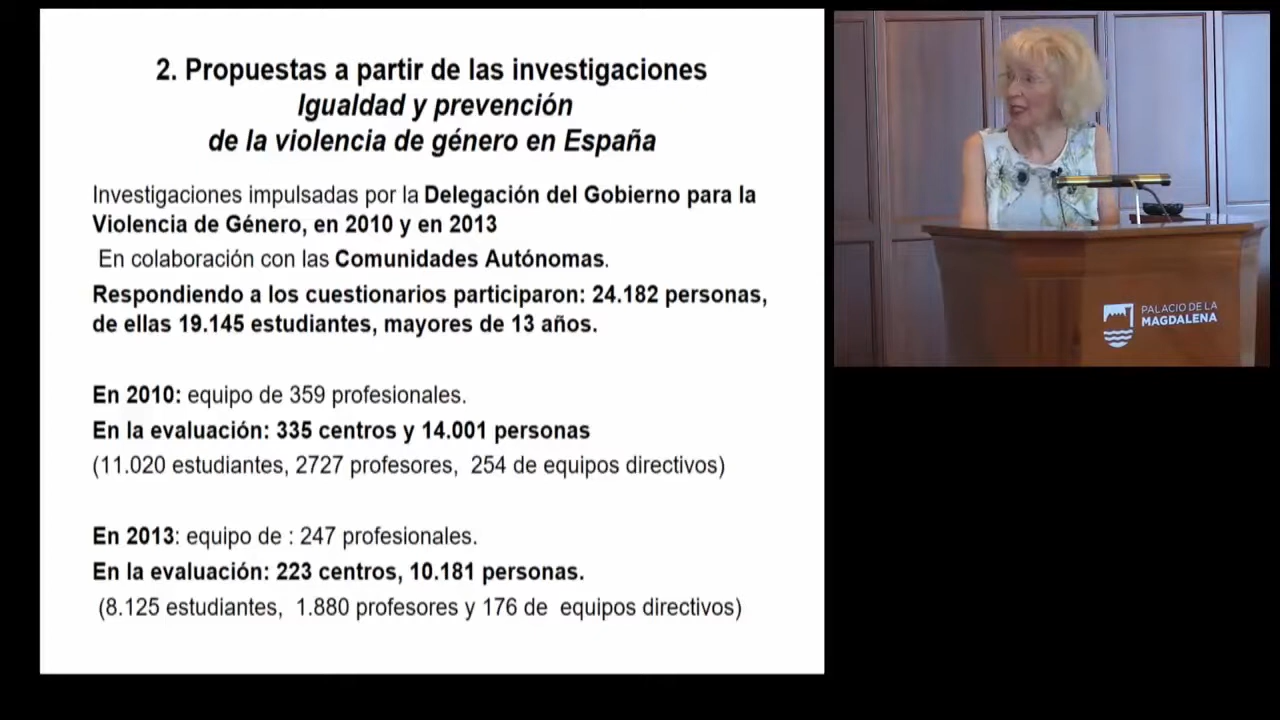 2. Propuestas a partir de las investigaciones
Igualdad y prevención
de la violencia de género en España
Investigaciones impulsadas por la Delegación del Gobierno para la
Violencia de Género, en 2010 y en 2013
En colaboración con las Comunidades Autónomas.
Respondiendo a los cuestionarios participaron: 24.182 personas,
de ellas 19.145 estudiantes, mayores de 13 años.
En 2010: equipo de 359 profesionales.
En la evaluación: 335 centros y 14.001 personas
(11.020 estudiantes, 2727 profesores, 254 de equipos directivos)
En 2013: equipo de : 247 profesionales.
En la evaluación: 223 centros, 10.181 personas.
(8.125 estudiantes, 1.880 profesores y 176 de equipos directivos)
PALACIO DE LA
MAGDALENA